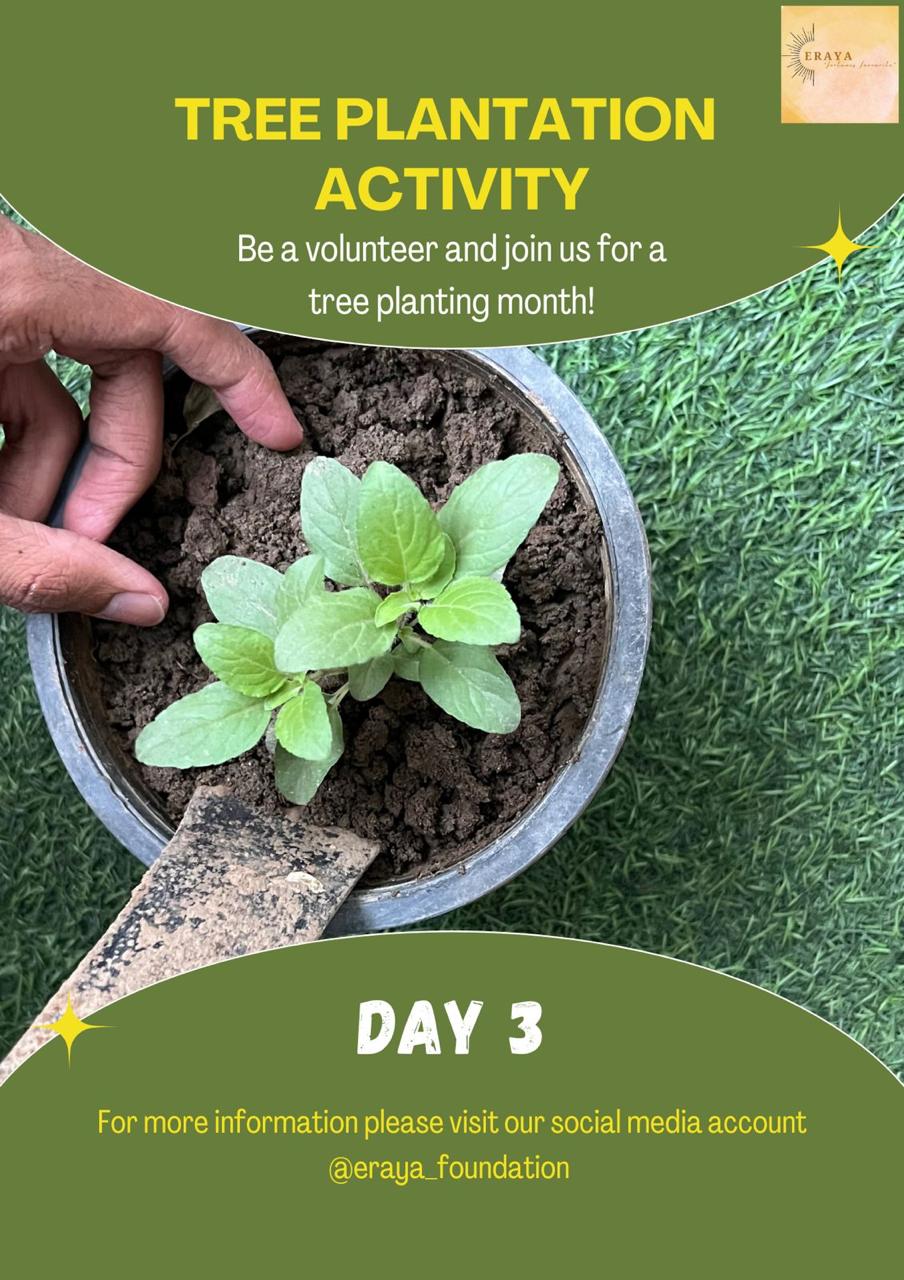 ERAYA
TREE PLANTATION
ACTIVITY
Be a volunteer and join us for a
tree planting month!
DAY 3
For more information please visit our social media account
@eraya_foundation